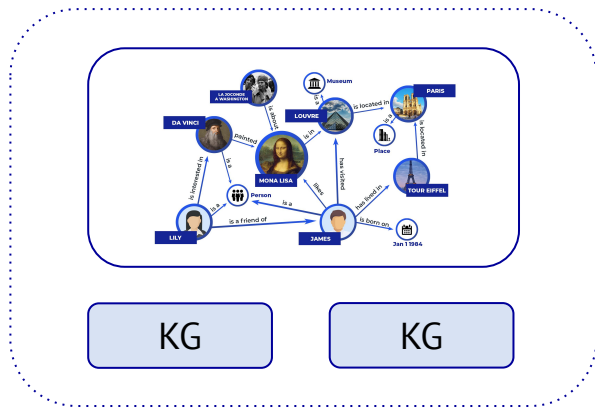 LA JOCONDE
A WASHINGTON
Museum
PARIS
is a
is located in
LOUVRE
DA VINCI
is about
is a
Place
is located in
painted
is in
MONA LISA
is interested in
is a
has visited
TOUR EIFFEL
Person
likes
has lived in
is a
is a
is a friend of
is born on
LILY
JAMES
Jan 1 1984
KG
KG